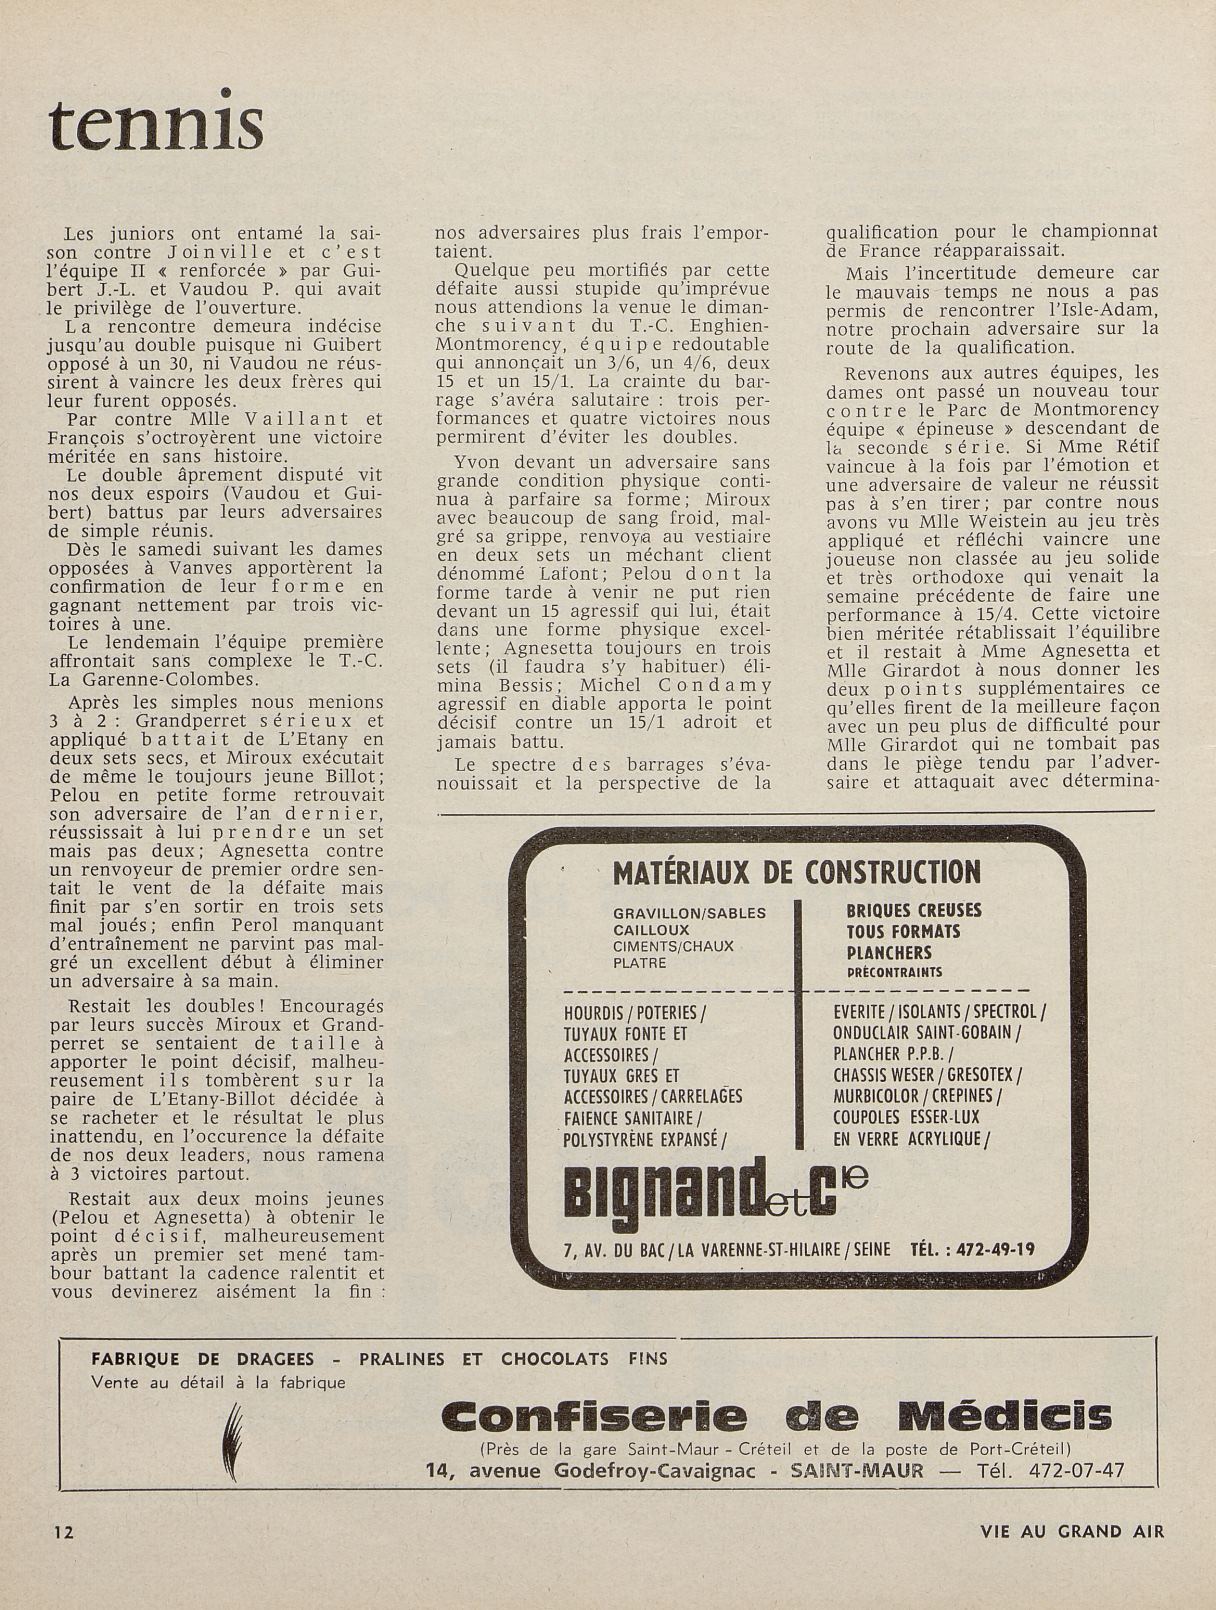 tennis
Les juniors ont entamé la sai-
son contre Joinville et c'est
l'équipe II « renforcée » par Gui-
bert J.-L. et Vaudou P. qui avait
le privilège de l'ouverture.
La rencontre demeura indécise
jusqu'au double puisque ni Guibert
opposé à un 30, ni Vaudou ne réus-
sirent à vaincre les deux frères qui
leur furent opposés.
Par contre Mlle Vaillant et
François s'octroyèrent une victoire
méritée en sans histoire.
Le double âprement disputé vit
nos deux espoirs (Vaudou et Gui-
bert) battus par leurs adversaires
de simple réunis.
Dès le samedi suivant les dames
opposées à Vanves apportèrent la
confirmation de leur forme en
gagnant nettement par trois vic-
toires à une.
Le lendemain l'équipe première
affrontait sans complexe le T.-C.
La Garenne-Colombes.
Après les simples nous menions
3 à 2 : Grandperret sérieux et
appliqué battait de L'Etany en
deux sets secs, et Miroux exécutait
de même le toujours jeune Billot ;
Pelou en petite forme retrouvait
son adversaire de l'an dernier,
réussissait à lui prendre un set
mais pas deux ; Agnesetta contre
un renvoyeur de premier ordre sen-
tait le vent de la défaite mais
finit par s'en sortir en trois sets
mal joués ; enfin Perol manquant
d'entraînement ne parvint pas mal-
gré un excellent début à éliminer
un adversaire à sa main.
Restait les doubles ! Encouragés
par leurs succès Miroux et Grand-
perret se sentaient de taille à
apporter le point décisif, malheu-
reusement ils tombèrent sur la
paire de L'Etany-Billot décidée à
se racheter et le résultat le plus
inattendu, en l'occurence la défaite
de nos deux leaders, nous ramena
à 3 victoires partout.
Restait aux deux moins jeunes
(Pelou et Agnesetta) à obtenir le
point décisif, malheureusement
après un premier set mené tam-
bour battant la cadence ralentit et
vous devinerez aisément la fin :
nos adversaires plus frais l'empor-
taient.
Quelque peu mortifiés par cette
défaite aussi stupide qu'imprévue
nous attendions la venue le diman-
che suivant du T.-C. Enghien-
Montmorency, équipe redoutable
qui annonçait un 3/6, un 4/6, deux
15 et un 15/1. La crainte du bar-
rage s'avéra salutaire : trois per-
formances et quatre victoires nous
permirent d'éviter les doubles.
Yvon devant un adversaire sans
grande condition physique conti-
nua à parfaire sa forme ; Miroux
avec beaucoup de sang froid, mal-
gré sa grippe, renvoya au vestiaire
en deux sets un méchant client
dénommé Lafont ; Pelou dont la
forme tarde à venir ne put rien
devant un 15 agressif qui lui, était
dans une forme physique excel-
lente ; Agnesetta toujours en trois
sets (il faudra s'y habituer) éli-
mina Bessis ; Michel Condamy
agressif en diable apporta le point
décisif contre un 15/1 adroit et
jamais battu.
Le spectre des barrages s'éva-
nouissait et la perspective de la
qualification pour le championnat
de France réapparaissait.
Mais l'incertitude demeure car
le mauvais temps ne nous a pas
permis de rencontrer l'Isle-Adam,
notre prochain adversaire sur la
route de la qualification.
Revenons aux autres équipes, les
dames ont passé un nouveau tour
contre le Parc de Montmorency
équipe « épineuse » descendant de
la seconde série. Si Mme Rétif
vaincue à la fois par l'émotion et
une adversaire de valeur ne réussit
pas à s'en tirer ; par contre nous
avons vu Mlle Weistein au jeu très
appliqué et réfléchi vaincre une
joueuse non classée au jeu solide
et très orthodoxe qui venait la
semaine précédente de faire une
performance à 15/4. Cette victoire
bien méritée rétablissait l'équilibre
et il restait à Mme Agnesetta et
Mlle Girardot à nous donner les
deux points supplémentaires ce
qu'elles firent de la meilleure façon
avec un peu plus de difficulté pour
Mlle Girardot qui ne tombait pas
dans le piège tendu par l'adver-
saire et attaquait avec détermina-
MATÉRIAUX DE CONSTRUCTION
GRAVILLON/SABLES
CAILLOUX
CIMENTS/CHAUX
PLATRE
BRIQUES CREUSES
TOUS FORMATS
PLANCHERS
PRÉCONTRAINTS
HOURDIS / POTERIES /
TUYAUX FONTE ET
ACCESSOIRES /
TUYAUX GRES ET
ACCESSOIRES / CARRELAGES
FAIENCE SANITAIRE /
POLYSTYRÈNE EXPANSÉ /
EVERITE / ISOLANTS / SPECTROL /
ONDUCLAIR SAINT-GOBAIN /
PLANCHER P.P.B. /
CHASSIS WESER / GRESOTEX /
MURBICOLOR / CREPINES /
COUPOLES ESSER-LUX
EN VERRE ACRYLIQUE /
Bignand et Cie
7, AV. DU BAC / LA VARENNE-ST-HILAIRE / SEINE TÉL. : 472-49-19
FABRIQUE DE DRAGEES - PRALINES ET CHOCOLATS FINS
Vente au détail à la fabrique
Confiserie de Médicis
(Près de la gare Saint-Maur - Créteil et de la poste de Port-Créteil)
14, avenue Godefroy-Cavaignac - SAINT-MAUR — Tél. 472-07-47
12
VIE AU GRAND AIR